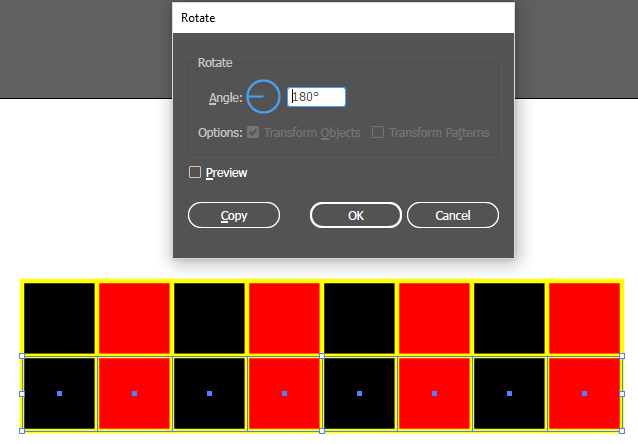 Rotate
Rotate
Angle: 180°
Options: Transform Objects Transform Patterns
Preview
Copy OK Cancel